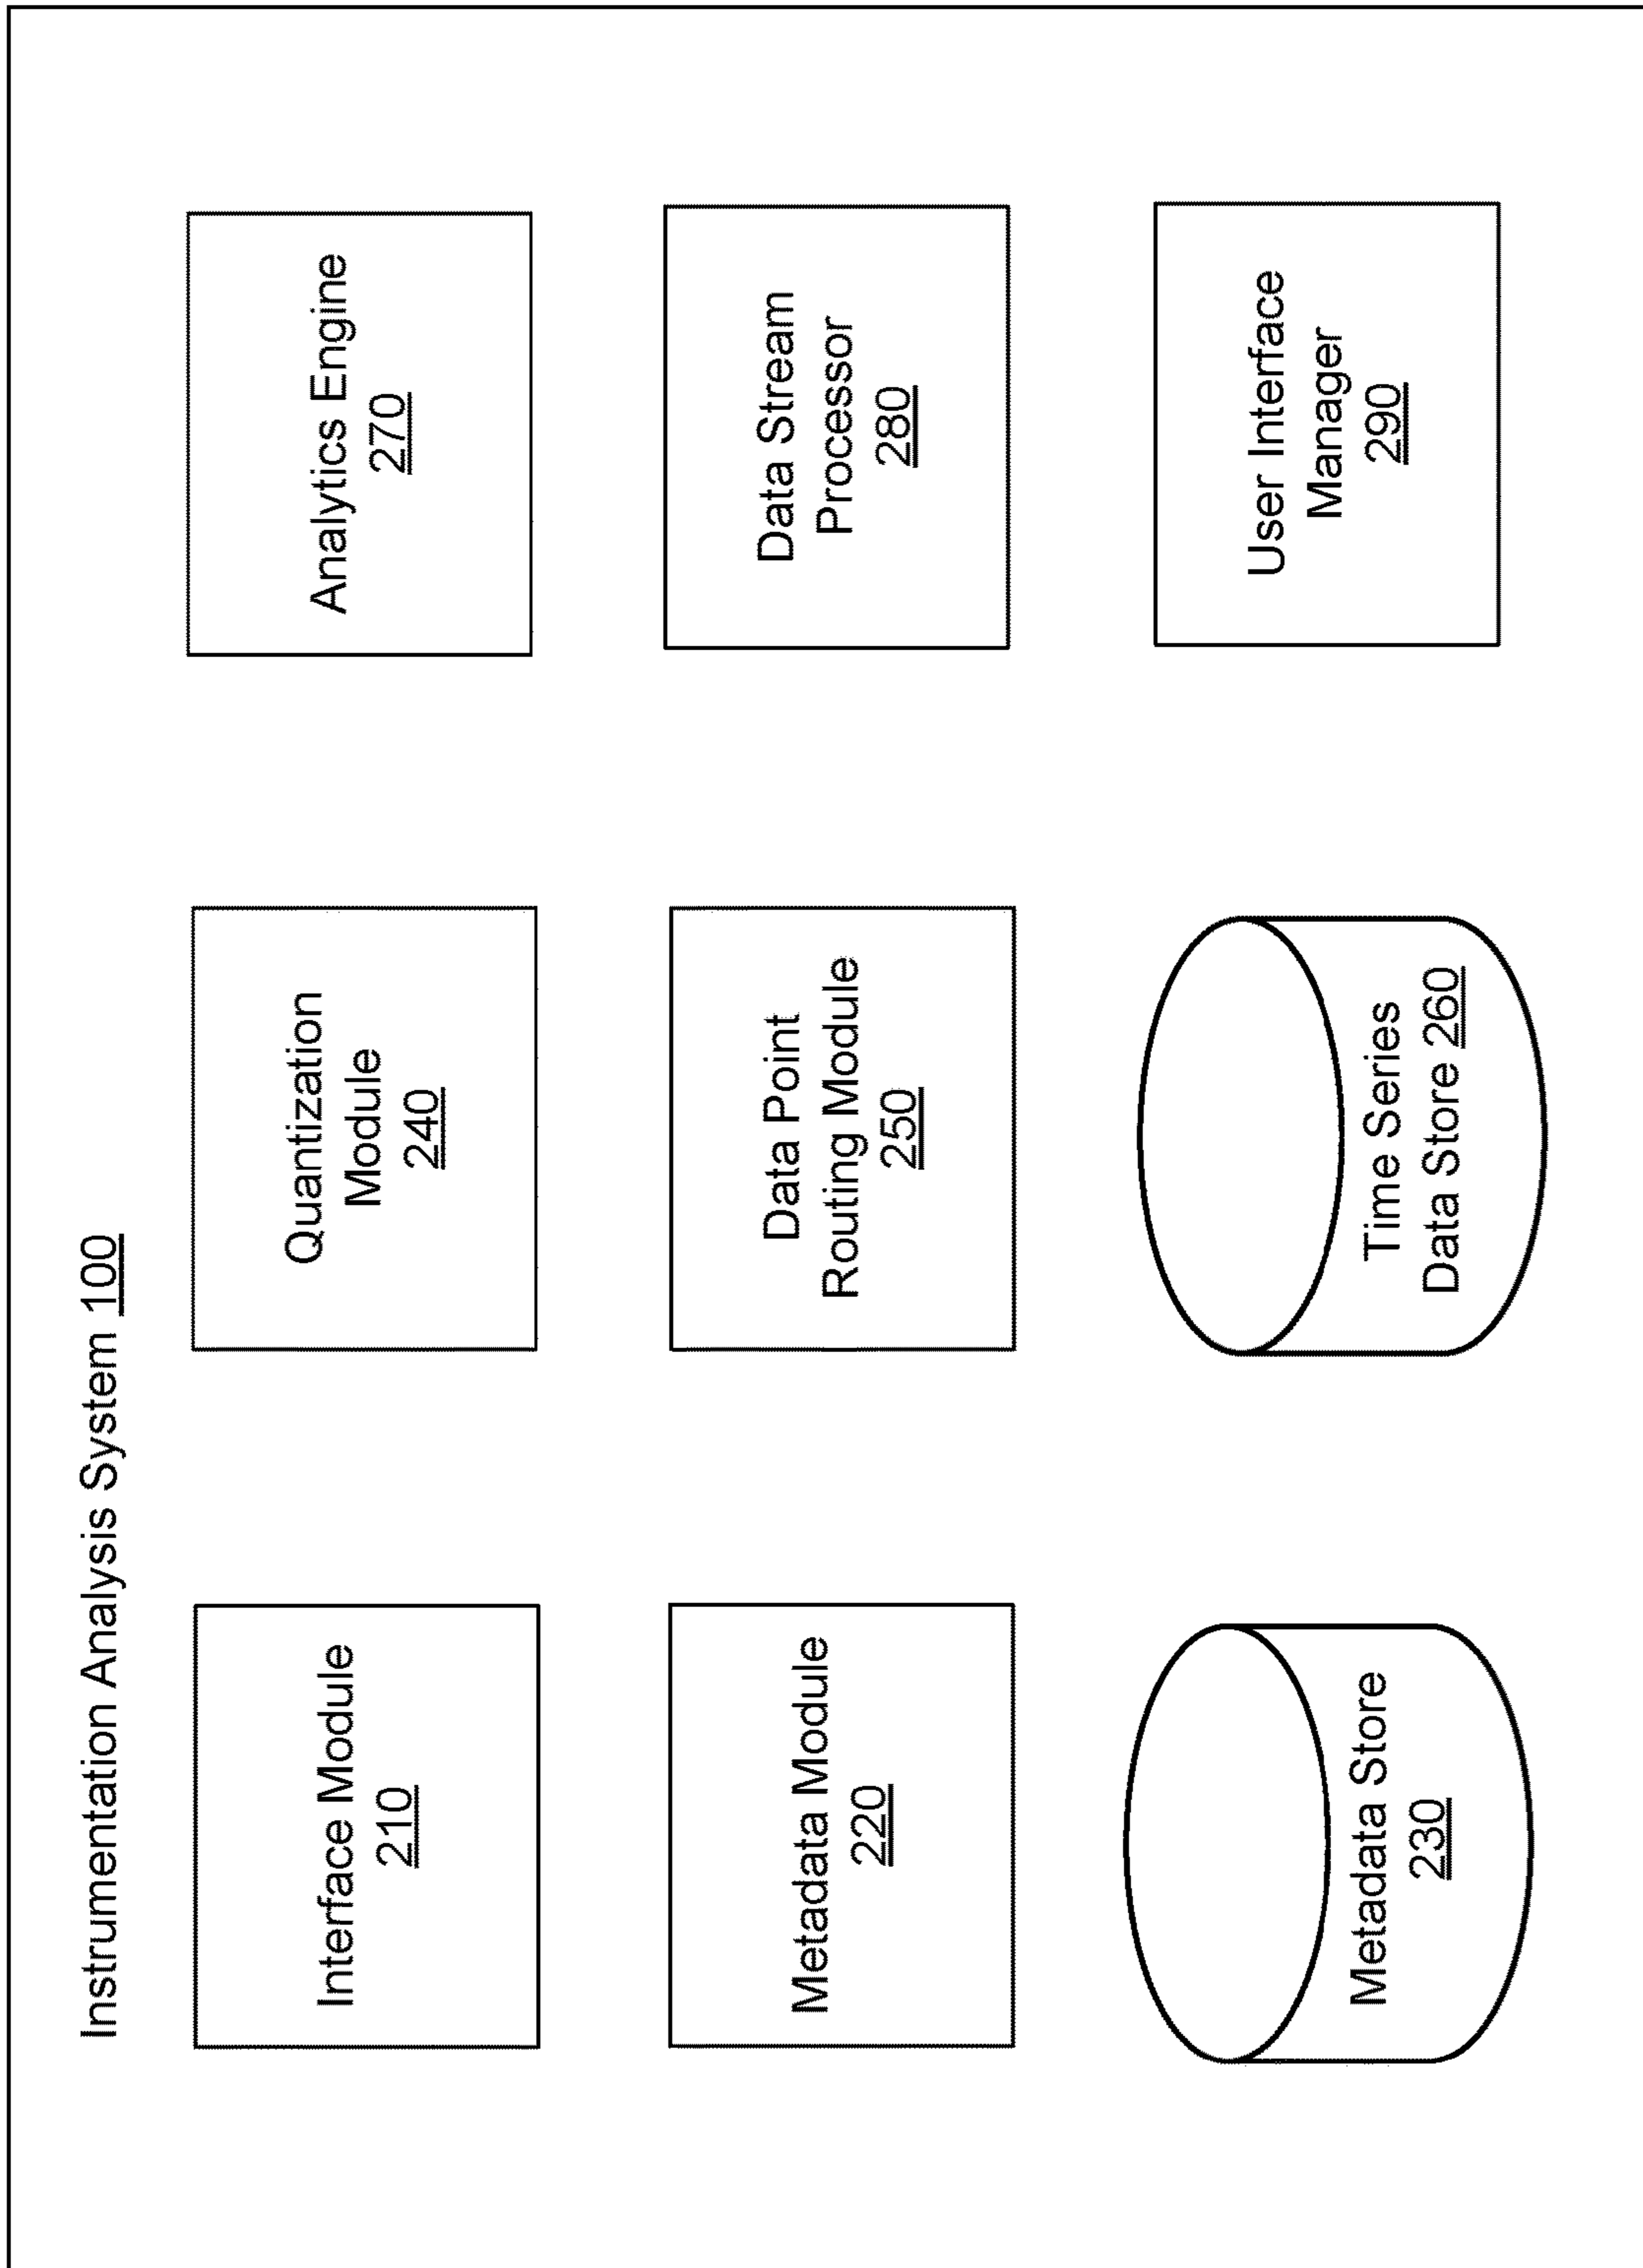 Instrumentation Analysis System 100
Interface Module
210
Quantization
Module
240
Analytics Engine
270
Metadata Module
220
Data Point
Routing Module
250
Data Stream
Processor
280
Metadata Store
230
Time Series
Data Store 260
User Interface
Manager
290